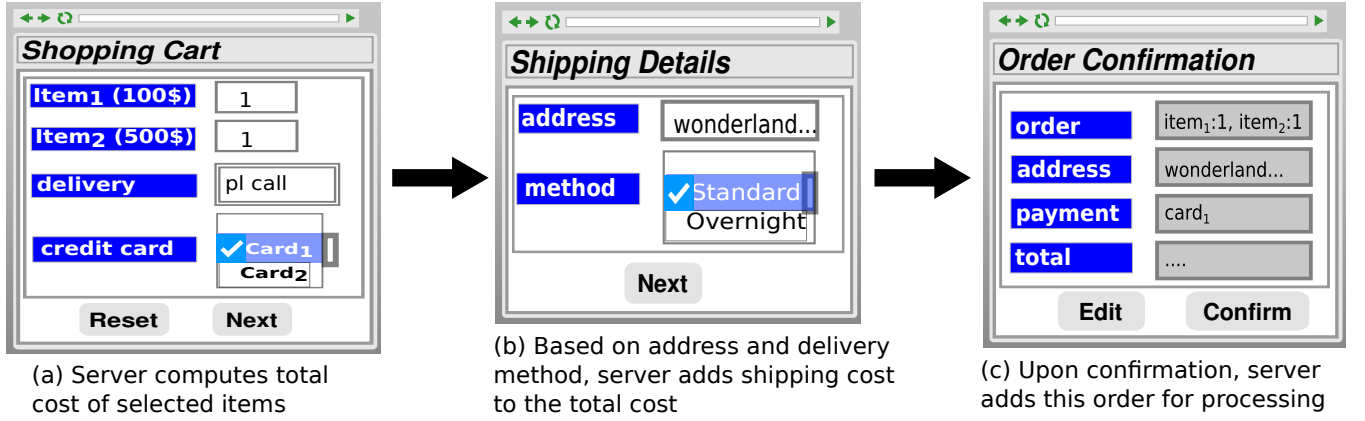 Shopping Cart
Item1 (100$) 1
Item2 (500$) 1
delivery pl call
credit card Card1
Card2
Reset Next
(a) Server computes total
cost of selected items
Shipping Details
address wonderland...
method Standard
Overnight
Next
(b) Based on address and delivery
method, server adds shipping cost
to the total cost
Order Confirmation
order item1:1, item2:1
address wonderland...
payment card1
total ....
Edit Confirm
(c) Upon confirmation, server
adds this order for processing